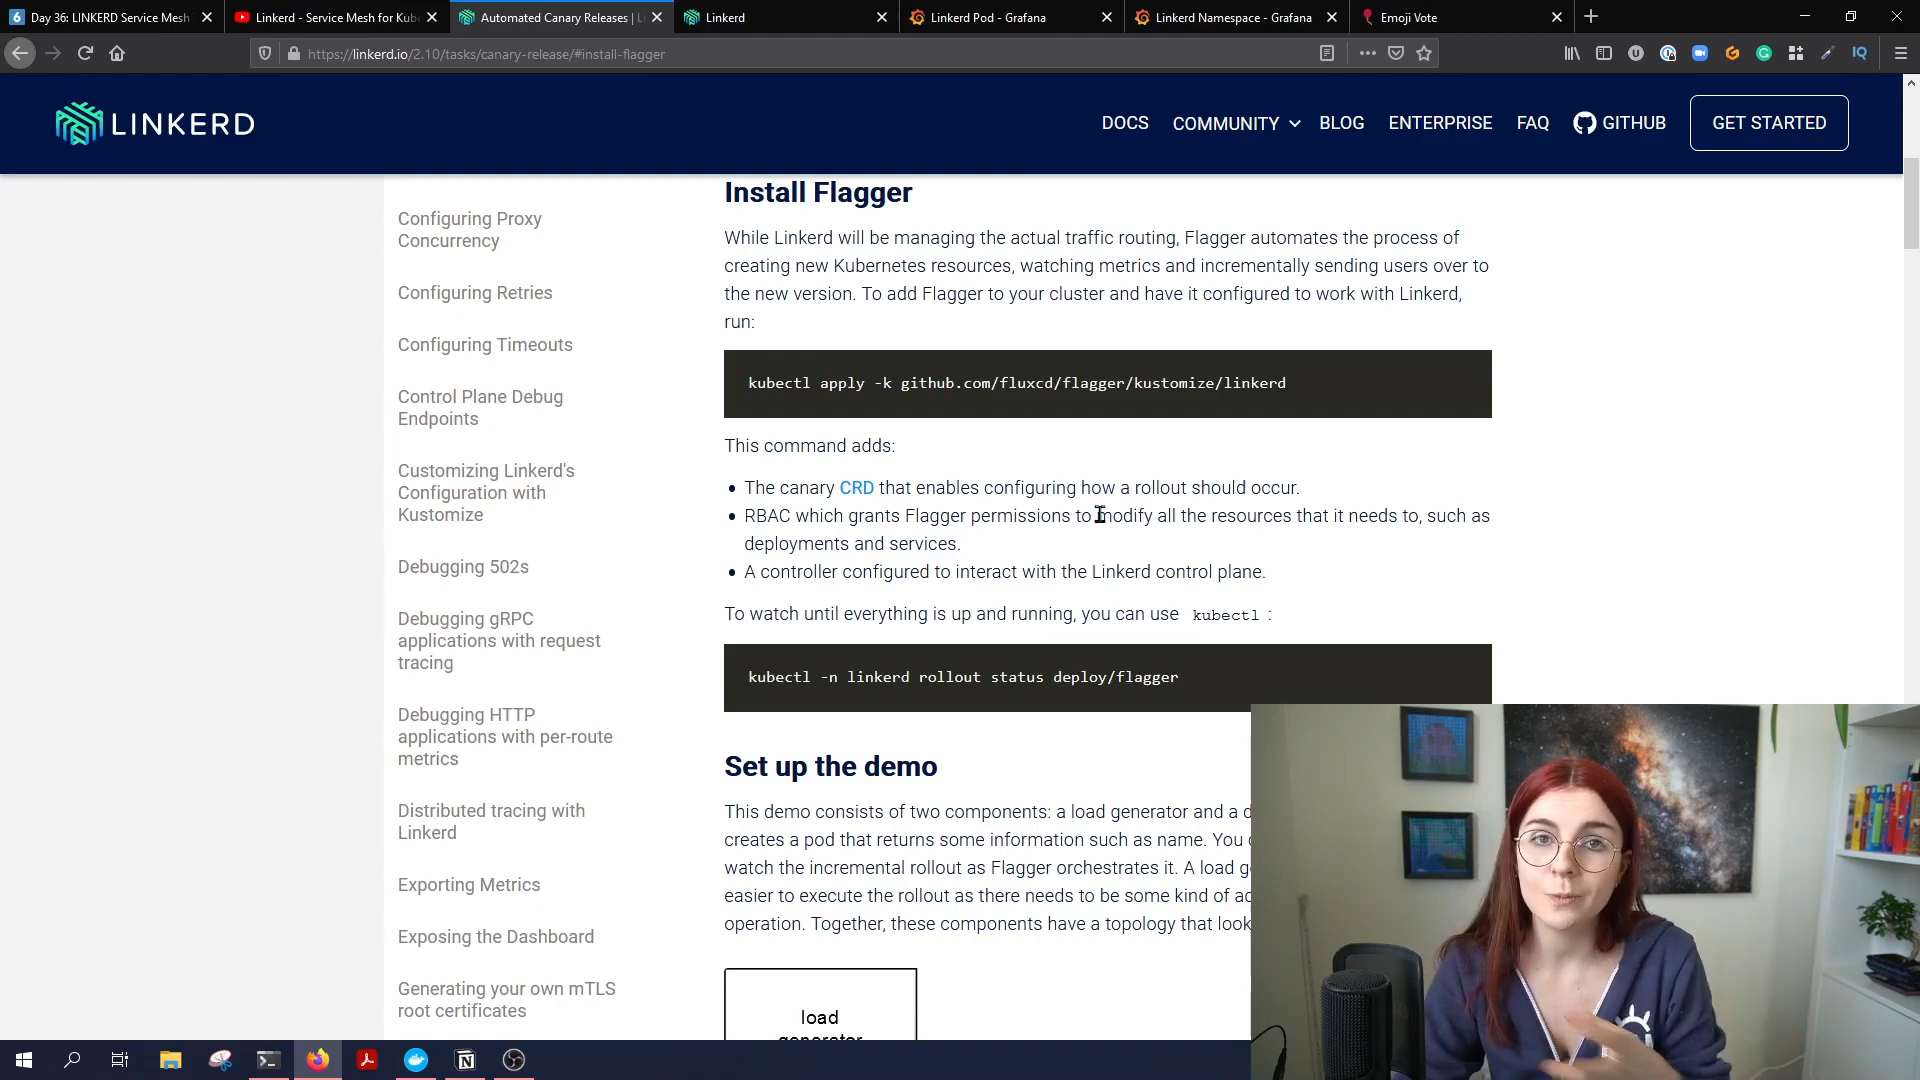 Day 36: LINKERD Service Mesh
Linkerd - Service Mesh for Kub
Automated Canary Releases | L
Linkerd
Linkerd Pod - Grafana
Linkerd Namespace - Grafana
Emoji Vote
https://linkerd.io/2.10/tasks/canary-release/#install-flagger
LINKERD
DOCS
COMMUNITY
BLOG
ENTERPRISE
FAQ
GITHUB
GET STARTED
Configuring Proxy
Concurrency
Configuring Retries
Configuring Timeouts
Control Plane Debug
Endpoints
Customizing Linkerd's
Configuration with
Kustomize
Debugging 502s
Debugging gRPC
applications with request
tracing
Debugging HTTP
applications with per-route
metrics
Distributed tracing with
Linkerd
Exporting Metrics
Exposing the Dashboard
Generating your own mTLS
root certificates
Install Flagger
While Linkerd will be managing the actual traffic routing, Flagger automates the process of
creating new Kubernetes resources, watching metrics and incrementally sending users over to
the new version. To add Flagger to your cluster and have it configured to work with Linkerd,
run:
kubectl apply -k github.com/fluxcd/flagger/kustomize/linkerd
This command adds:
• The canary CRD that enables configuring how a rollout should occur.
• RBAC which grants Flagger permissions to modify all the resources that it needs to, such as
deployments and services.
• A controller configured to interact with the Linkerd control plane.
To watch until everything is up and running, you can use kubectl :
kubectl -n linkerd rollout status deploy/flagger
Set up the demo
This demo consists of two components: a load generator and a d
creates a pod that returns some information such as name. You c
watch the incremental rollout as Flagger orchestrates it. A load ge
easier to execute the rollout as there needs to be some kind of ac
operation. Together, these components have a topology that look
load
generator